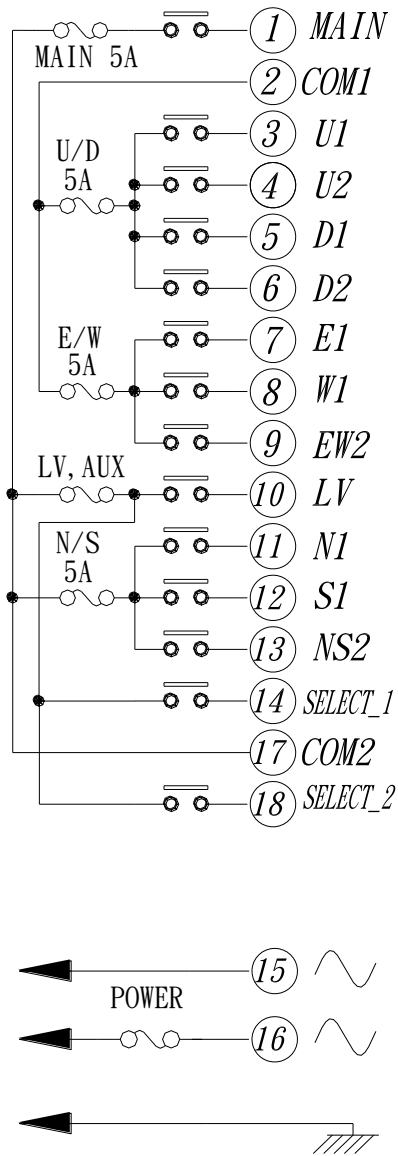 1 MAIN
MAIN 5A
2 COM1
3 U1
U/D
5A
4 U2
5 D1
6 D2
7 E1
E/W
5A
8 W1
9 EW2
LV, AUX
10 LV
11 N1
N/S
5A
12 S1
13 NS2
14 SELECT_1
17 COM2
18 SELECT_2
15
POWER
16